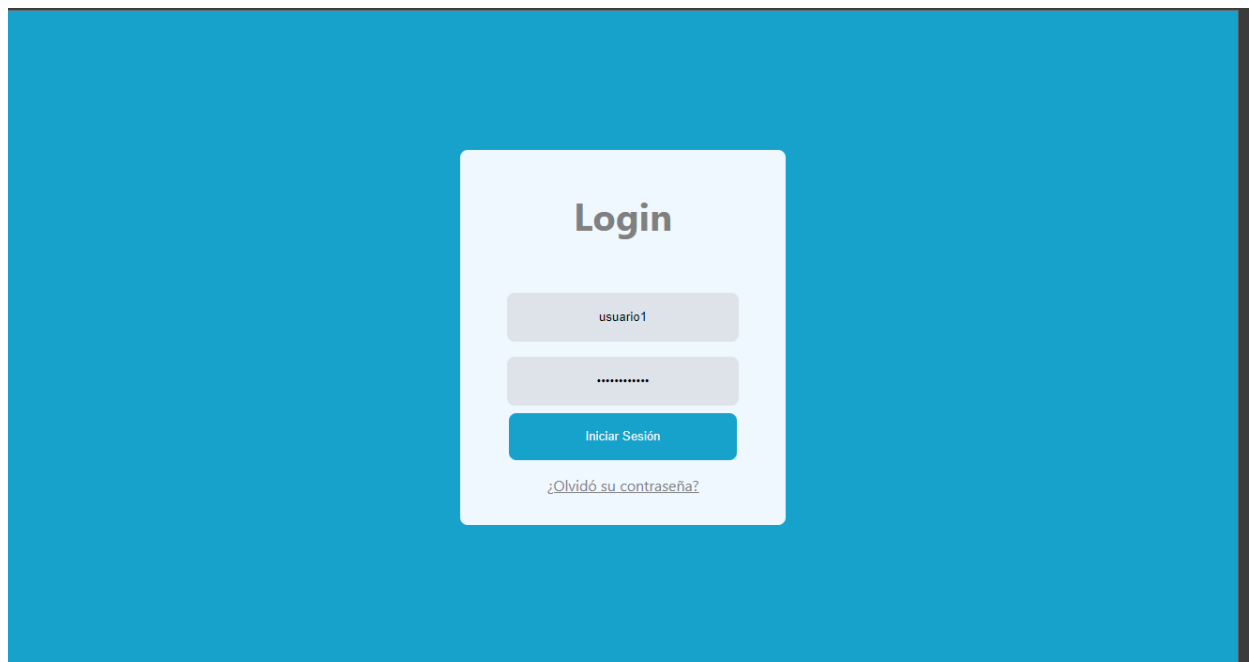 Login
usuario1
••••••••••••
Iniciar Sesión
¿Olvidó su contraseña?